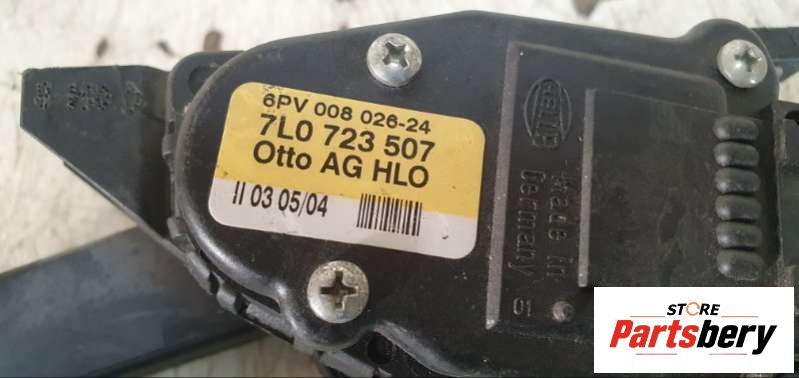 6PV 008 026-24
7L0 723 507
Otto AG HLO
II 03 05/04
Hella
Made in
Germany
STORE
Partsbery